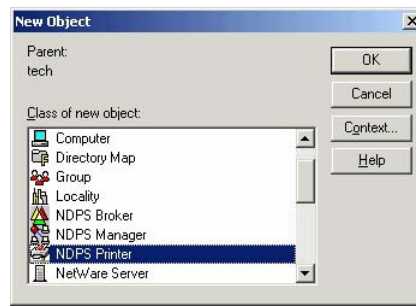 New Object
Parent:
tech
Class of new object:
Computer
Directory Map
Group
Locality
NDPS Broker
NDPS Manager
NDPS Printer
NetWare Server
OK
Cancel
Context...
Help